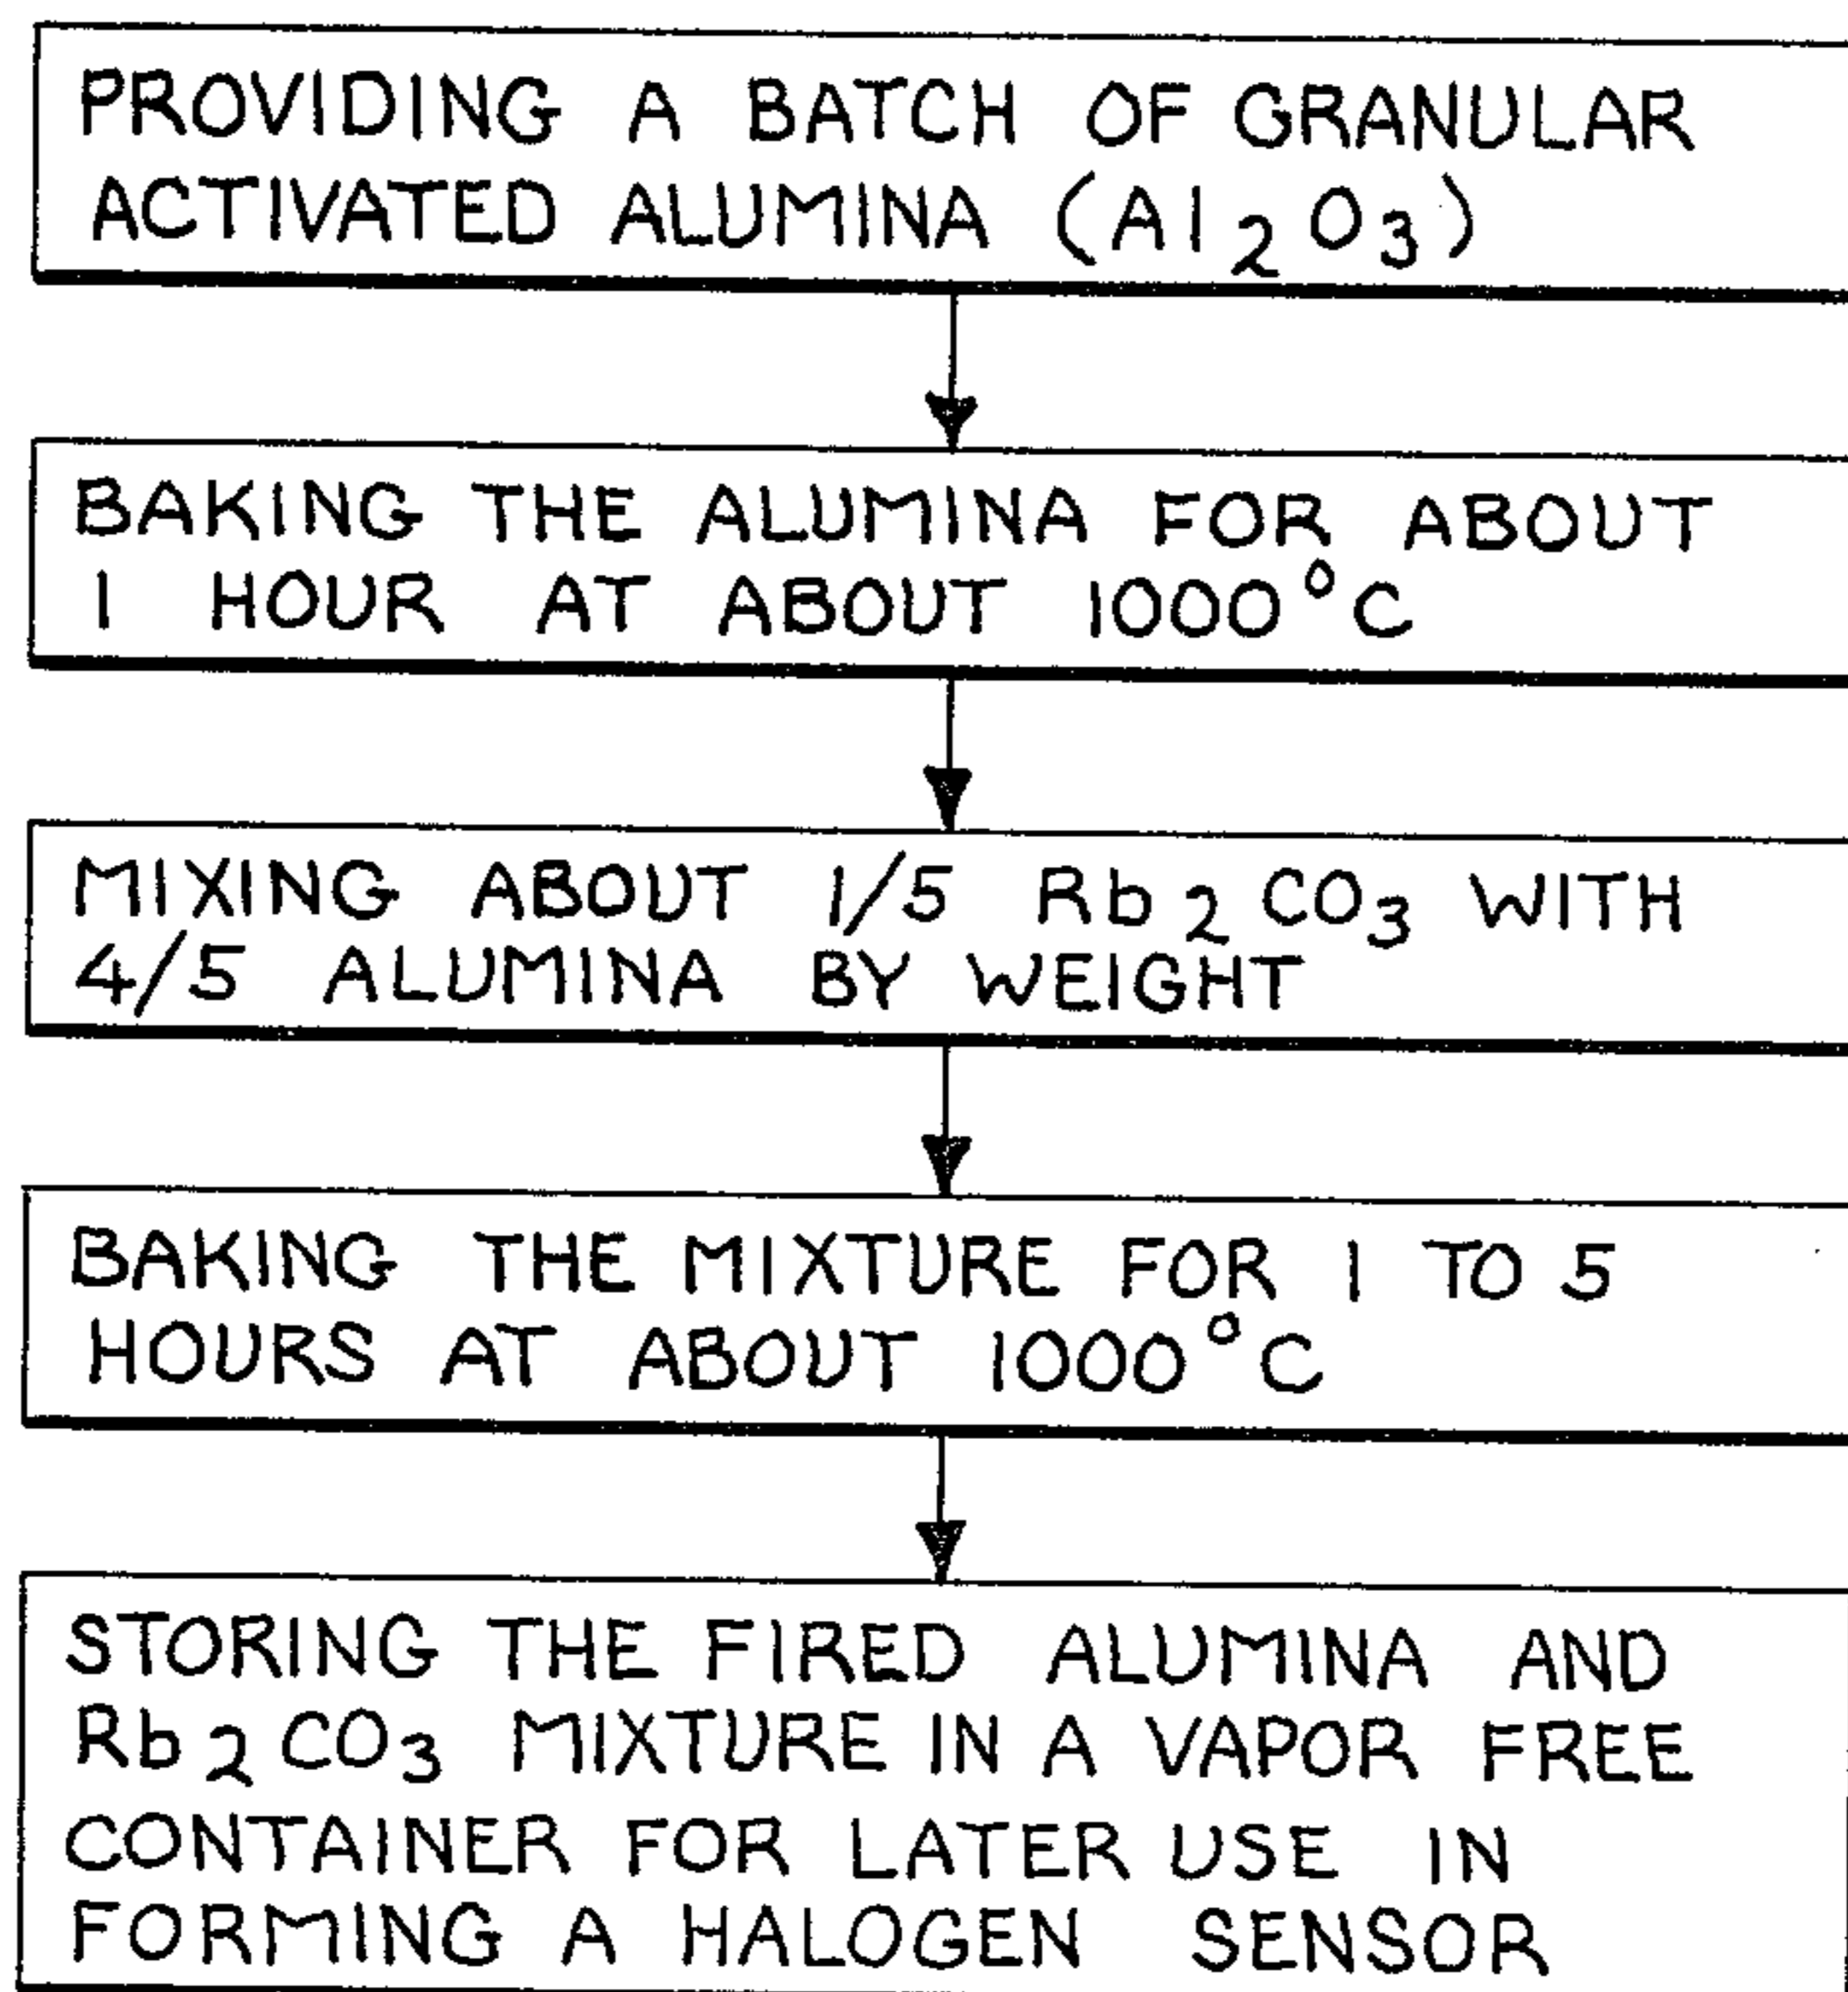 PROVIDING A BATCH OF GRANULAR
ACTIVATED ALUMINA (Al2O3)
BAKING THE ALUMINA FOR ABOUT
1 HOUR AT ABOUT 1000°C
MIXING ABOUT 1/5 Rb2CO3 WITH
4/5 ALUMINA BY WEIGHT
BAKING THE MIXTURE FOR 1 TO 5
HOURS AT ABOUT 1000°C
STORING THE FIRED ALUMINA AND
Rb2CO3 MIXTURE IN A VAPOR FREE
CONTAINER FOR LATER USE IN
FORMING A HALOGEN SENSOR